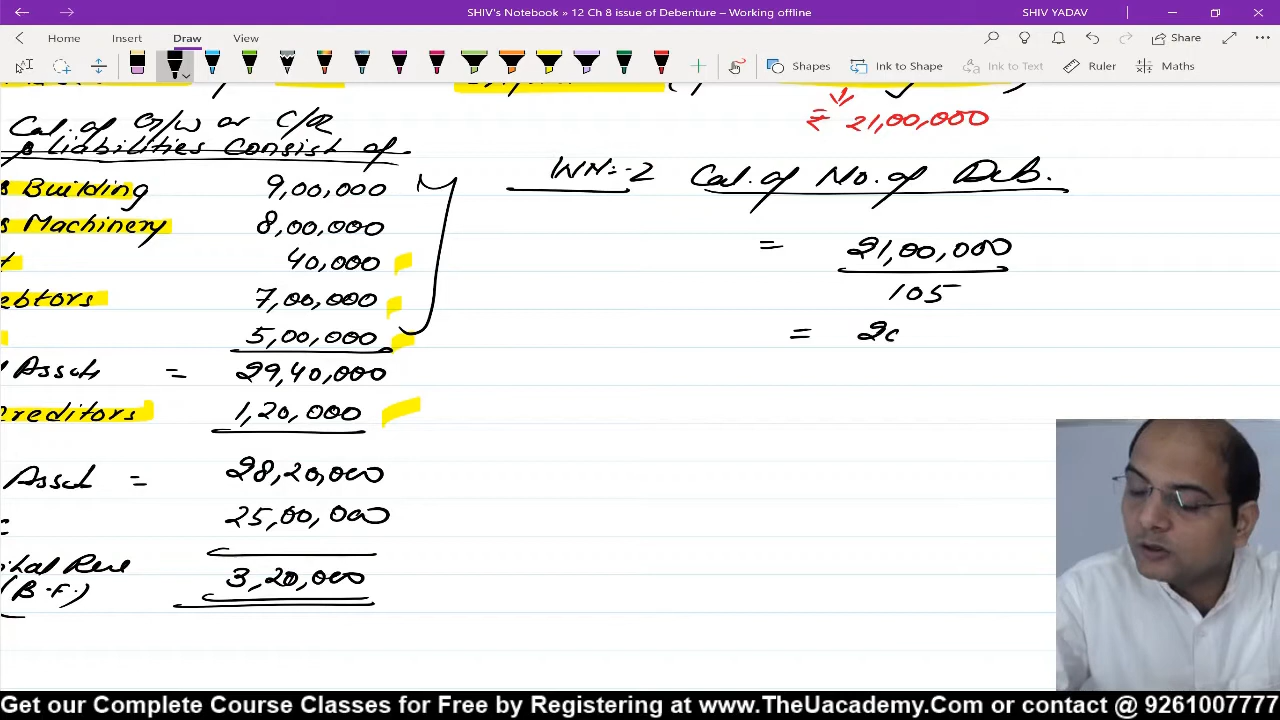 SHIV's Notebook » 12 Ch 8 issue of Debenture – Working offline
SHIV YADAV
Home Insert Draw View
Share
Shapes Ink to Shape Ink to Text Ruler Maths
₹ 21,00,000
Cal. of G/W or C/R
liabilities Consist of
Building 9,00,000
Machinery 8,00,000
40,000
ebtors 7,00,000
5,00,000
Assets = 29,40,000
reditors 1,20,000
Asset = 28,20,000
25,00,000
ital Rese 3,20,000
(B.F.)
WN:-2 Cal. of No. of Deb.
= 21,00,000
105
= 20
Get our Complete Course Classes for Free by Registering at www.TheUacademy.Com or contact @ 9261007777